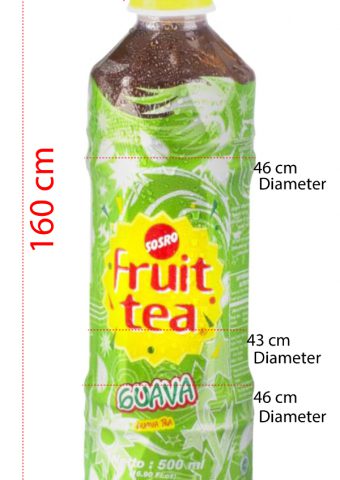 160 cm
46 cm
Diameter
SOSRO
fruit
tea
43 cm
Diameter
GUAVA
46 cm
Diameter
: 500 ml